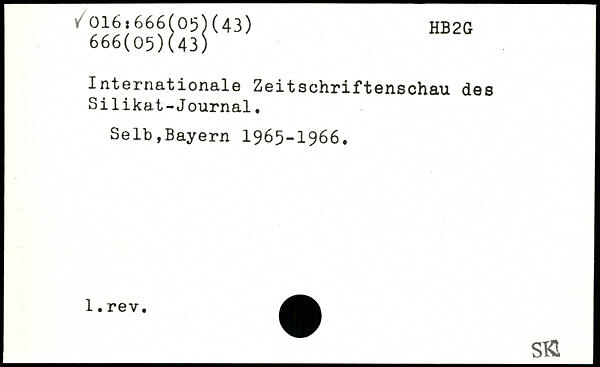 ✓016:666(05)(43) HB2G
666(05)(43)
Internationale Zeitschriftenschau des
Silikat-Journal.
Selb,Bayern 1965-1966.
1.rev.
SK